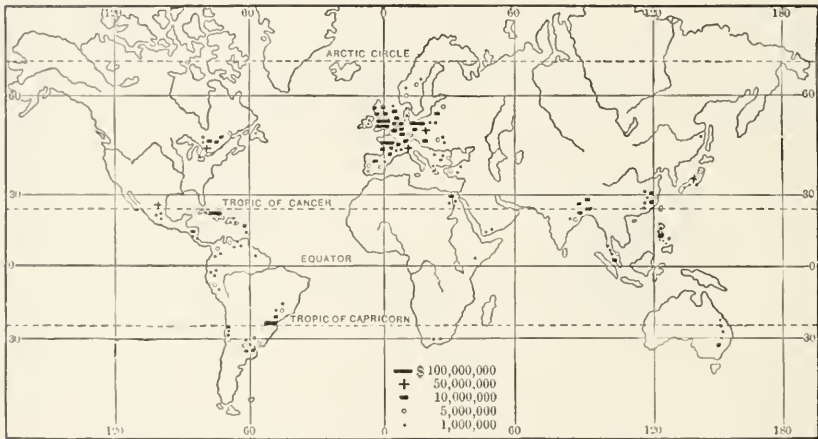 120 60 0 60 120 180
ARCTIC CIRCLE
60 60
30 30
TROPIC OF CANCER
0 EQUATOR 0
TROPIC OF CAPRICORN
30 30
$ 100,000,000
50,000,000
10,000,000
5,000,000
1,000,000
120 60 0 60 120 180